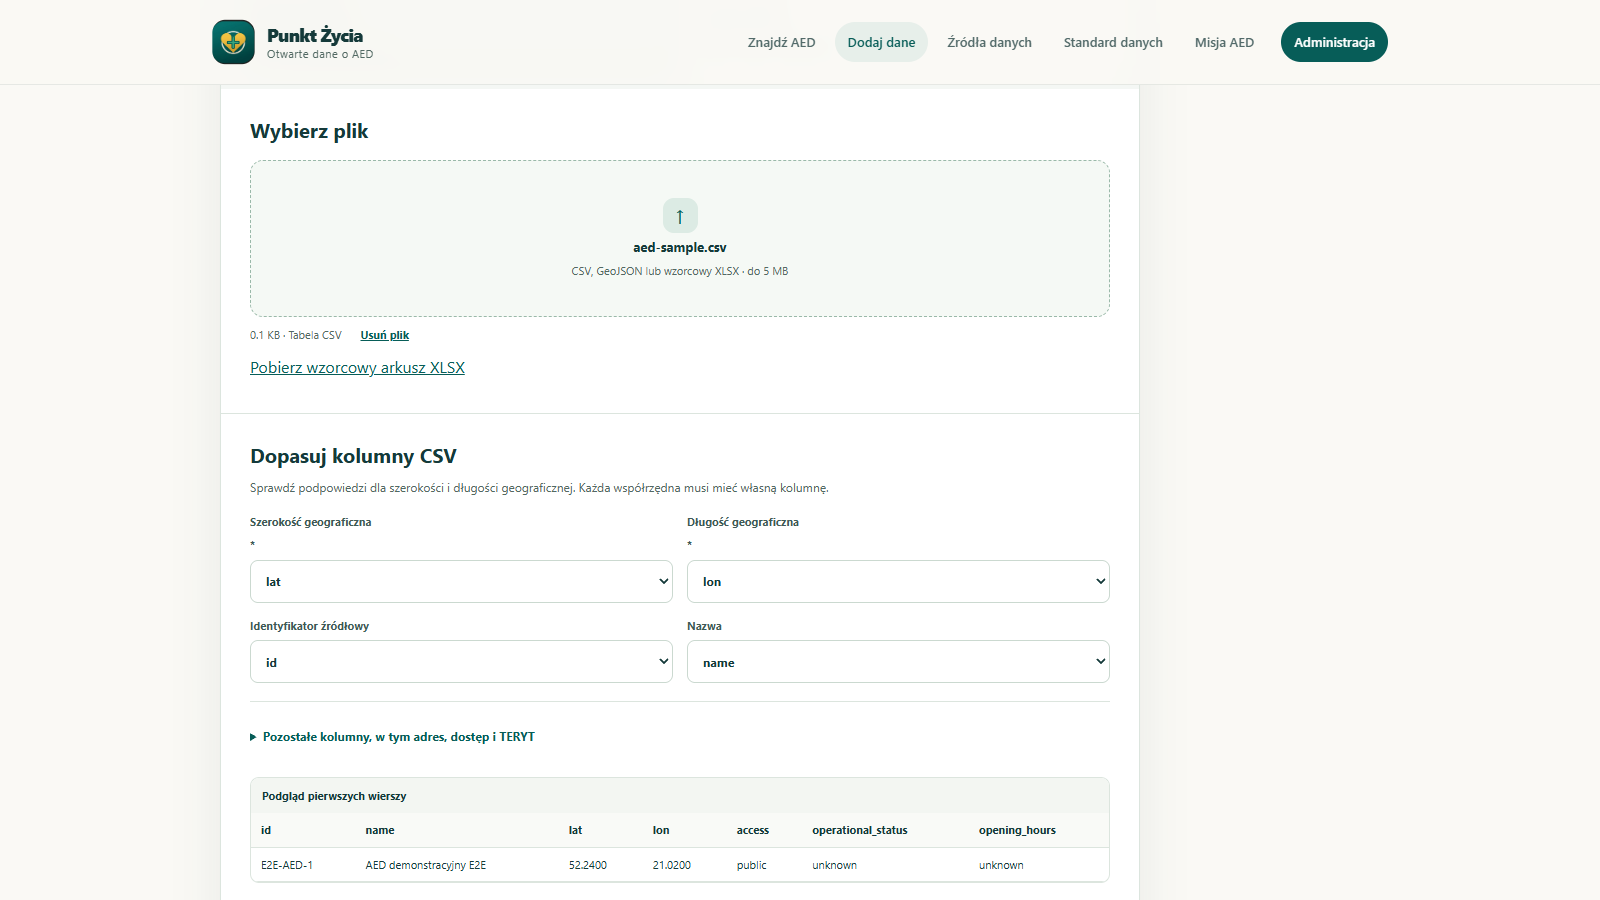 Punkt Życia
Otwarte dane o AED
Znajdź AED
Dodaj dane
Źródła danych
Standard danych
Misja AED
Administracja
Wybierz plik
↑
aed-sample.csv
CSV, GeoJSON lub wzorcowy XLSX · do 5 MB
0.1 KB · Tabela CSV
Usuń plik
Pobierz wzorcowy arkusz XLSX
Dopasuj kolumny CSV
Sprawdź podpowiedzi dla szerokości i długości geograficznej. Każda współrzędna musi mieć własną kolumnę.
Szerokość geograficzna
*
lat
Długość geograficzna
*
lon
Identyfikator źródłowy
id
Nazwa
name
Pozostałe kolumny, w tym adres, dostęp i TERYT
Podgląd pierwszych wierszy
id name lat lon access operational_status opening_hours
E2E-AED-1 AED demonstracyjny E2E 52.2400 21.0200 public unknown unknown